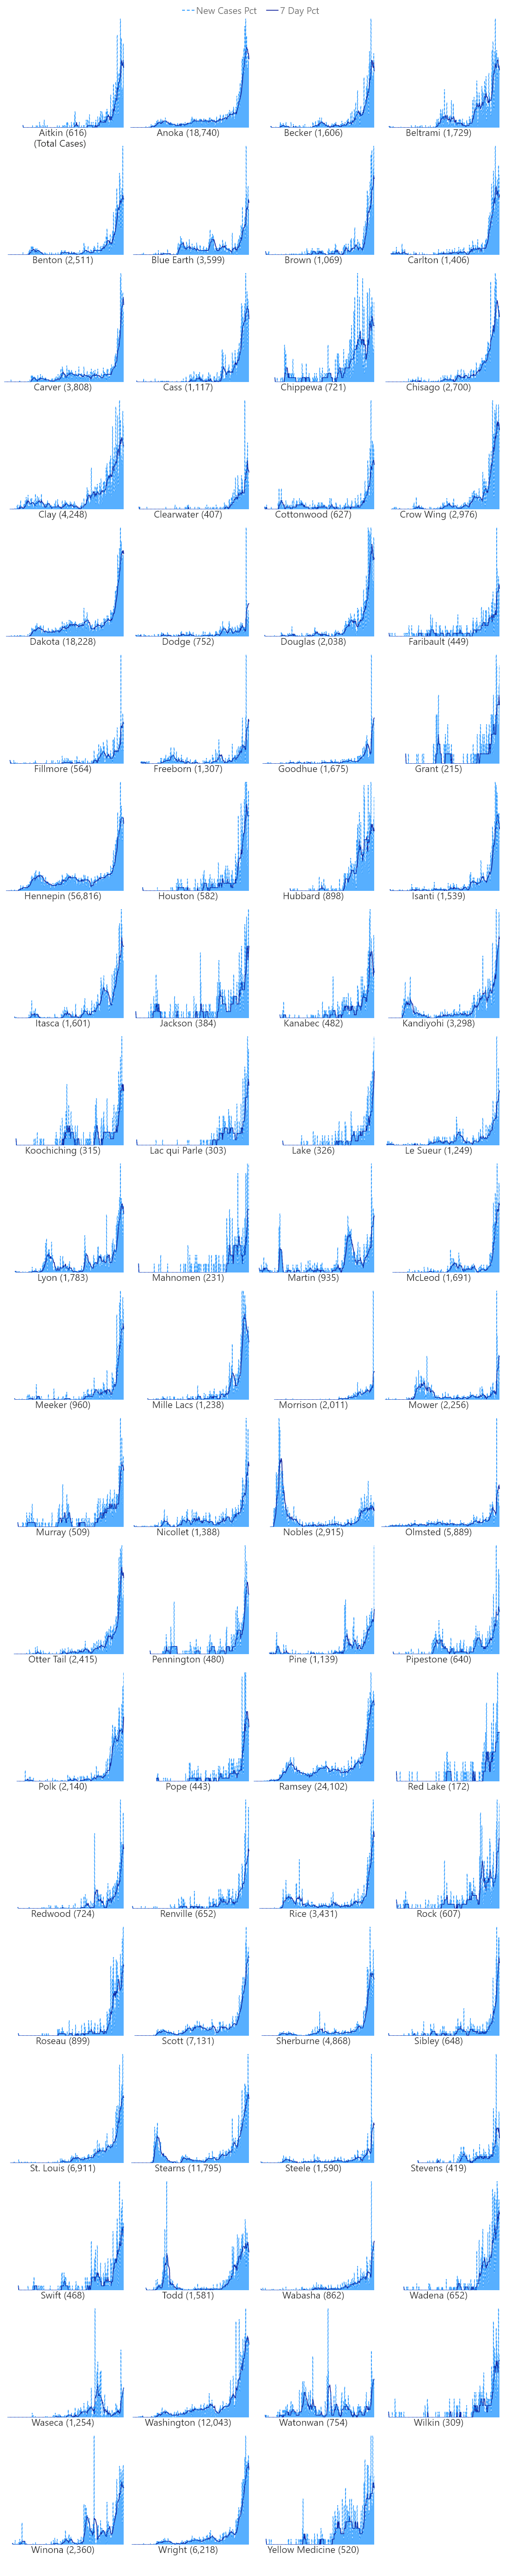 New Cases Pct 7 Day Pct
Aitkin (616) Anoka (18,740) Becker (1,606) Beltrami (1,729)
(Total Cases)
Benton (2,511) Blue Earth (3,599) Brown (1,069) Carlton (1,406)
Carver (3,808) Cass (1,117) Chippewa (721) Chisago (2,700)
Clay (4,248) Clearwater (407) Cottonwood (627) Crow Wing (2,976)
Dakota (18,228) Dodge (752) Douglas (2,038) Faribault (449)
Fillmore (564) Freeborn (1,307) Goodhue (1,675) Grant (215)
Hennepin (56,816) Houston (582) Hubbard (898) Isanti (1,539)
Itasca (1,601) Jackson (384) Kanabec (482) Kandiyohi (3,298)
Koochiching (315) Lac qui Parle (303) Lake (326) Le Sueur (1,249)
Lyon (1,783) Mahnomen (231) Martin (935) McLeod (1,691)
Meeker (960) Mille Lacs (1,238) Morrison (2,011) Mower (2,256)
Murray (509) Nicollet (1,388) Nobles (2,915) Olmsted (5,889)
Otter Tail (2,415) Pennington (480) Pine (1,139) Pipestone (640)
Polk (2,140) Pope (443) Ramsey (24,102) Red Lake (172)
Redwood (724) Renville (652) Rice (3,431) Rock (607)
Roseau (899) Scott (7,131) Sherburne (4,868) Sibley (648)
St. Louis (6,911) Stearns (11,795) Steele (1,590) Stevens (419)
Swift (468) Todd (1,581) Wabasha (862) Wadena (652)
Waseca (1,254) Washington (12,043) Watonwan (754) Wilkin (309)
Winona (2,360) Wright (6,218) Yellow Medicine (520)